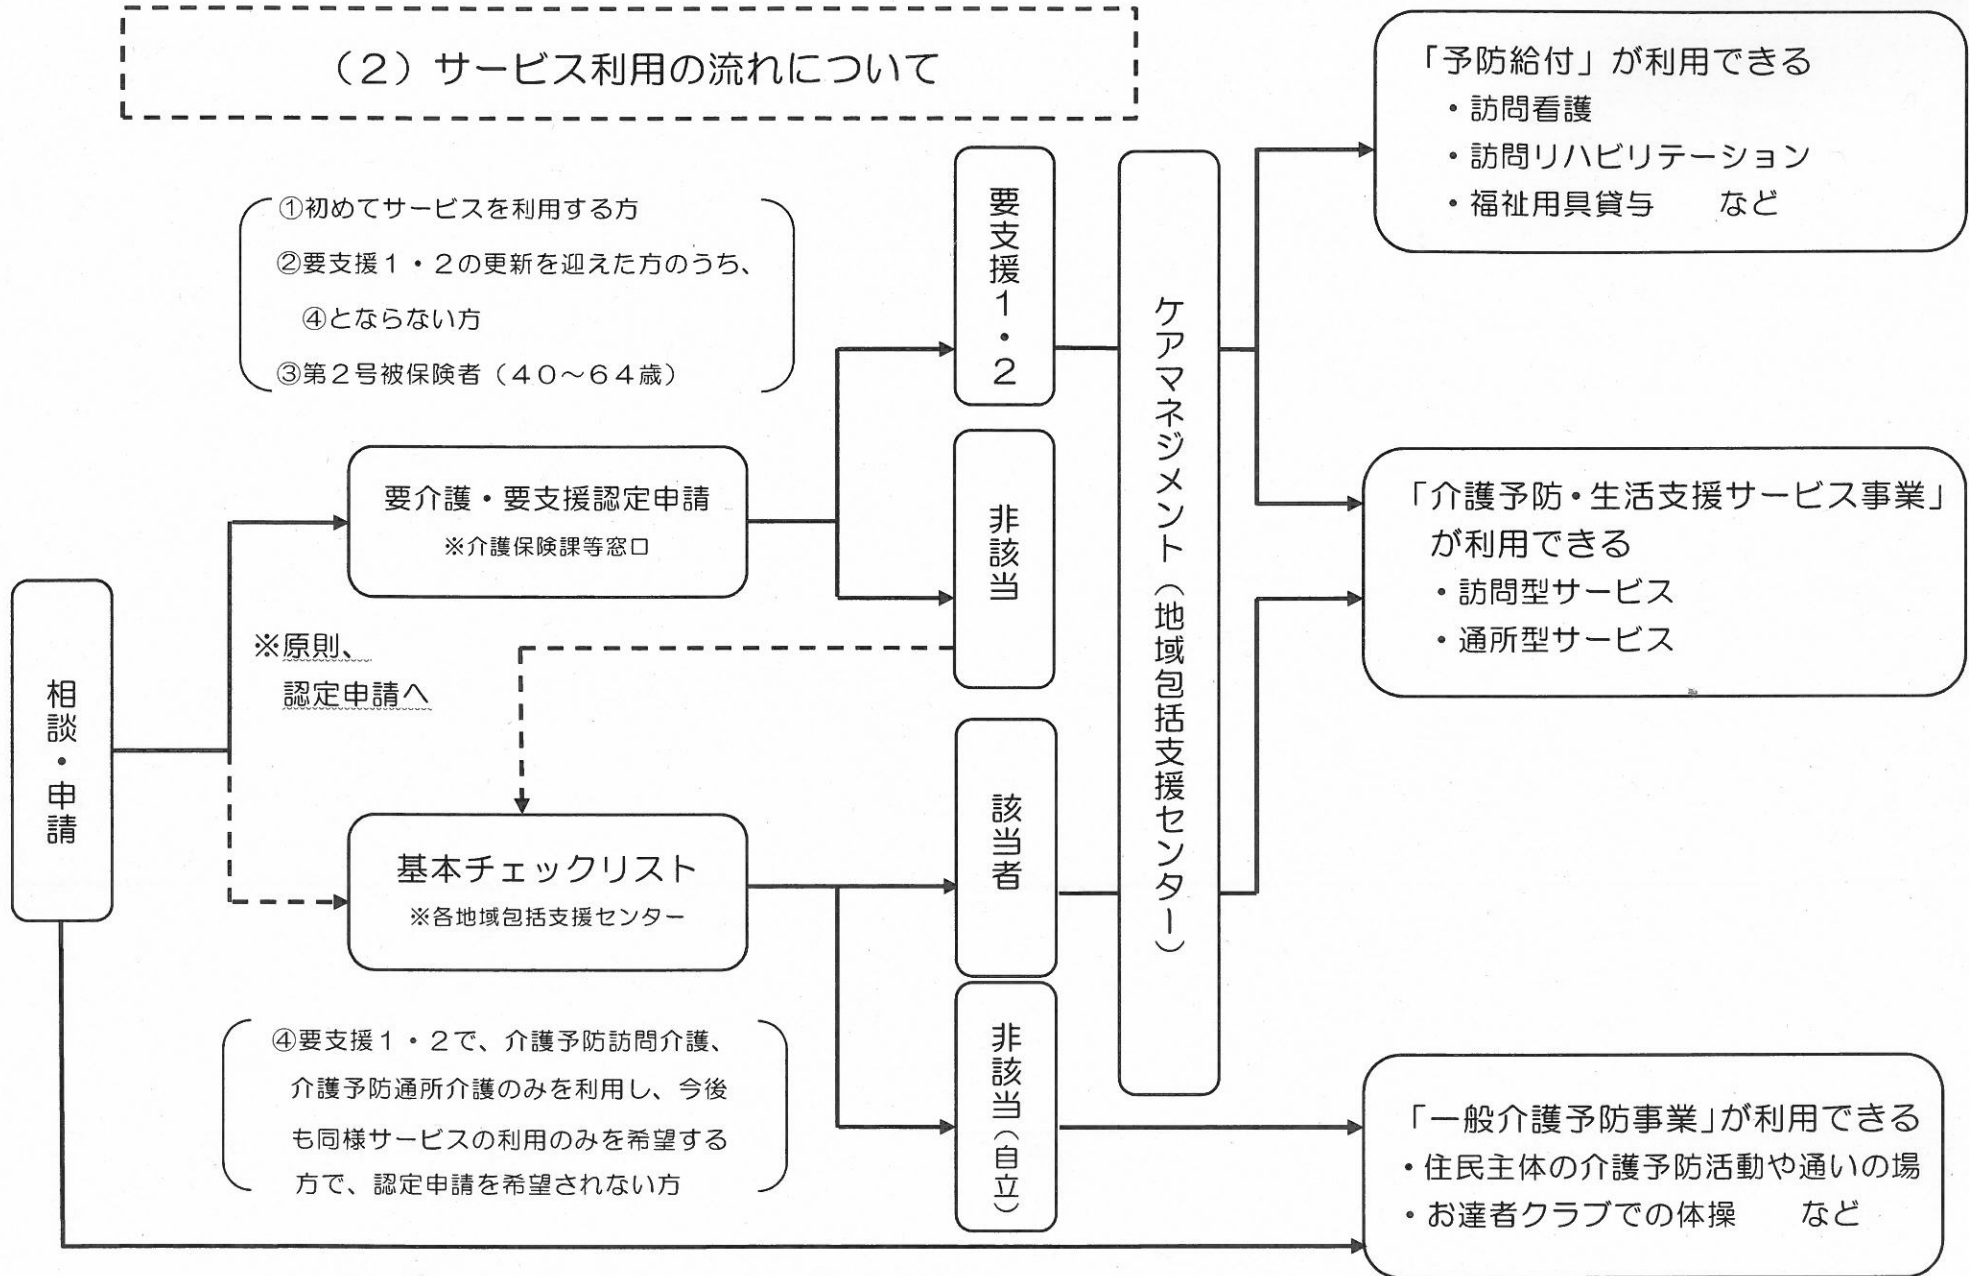 （２）サービス利用の流れについて
①初めてサービスを利用する方
②要支援１・２の更新を迎えた方のうち、
④とならない方
③第２号被保険者（４０～６４歳）
要介護・要支援認定申請
※介護保険課等窓口
※原則、
認定申請へ
相談・申請
基本チェックリスト
※各地域包括支援センター
④要支援１・２で、介護予防訪問介護、
介護予防通所介護のみを利用し、今後
も同様サービスの利用のみを希望する
方で、認定申請を希望されない方
要支援１・２
非該当
該当者
非該当（自立）
ケアマネジメント（地域包括支援センター）
「予防給付」が利用できる
・訪問看護
・訪問リハビリテーション
・福祉用具貸与　　など
「介護予防・生活支援サービス事業」
が利用できる
・訪問型サービス
・通所型サービス
「一般介護予防事業」が利用できる
・住民主体の介護予防活動や通いの場
・お達者クラブでの体操　　など